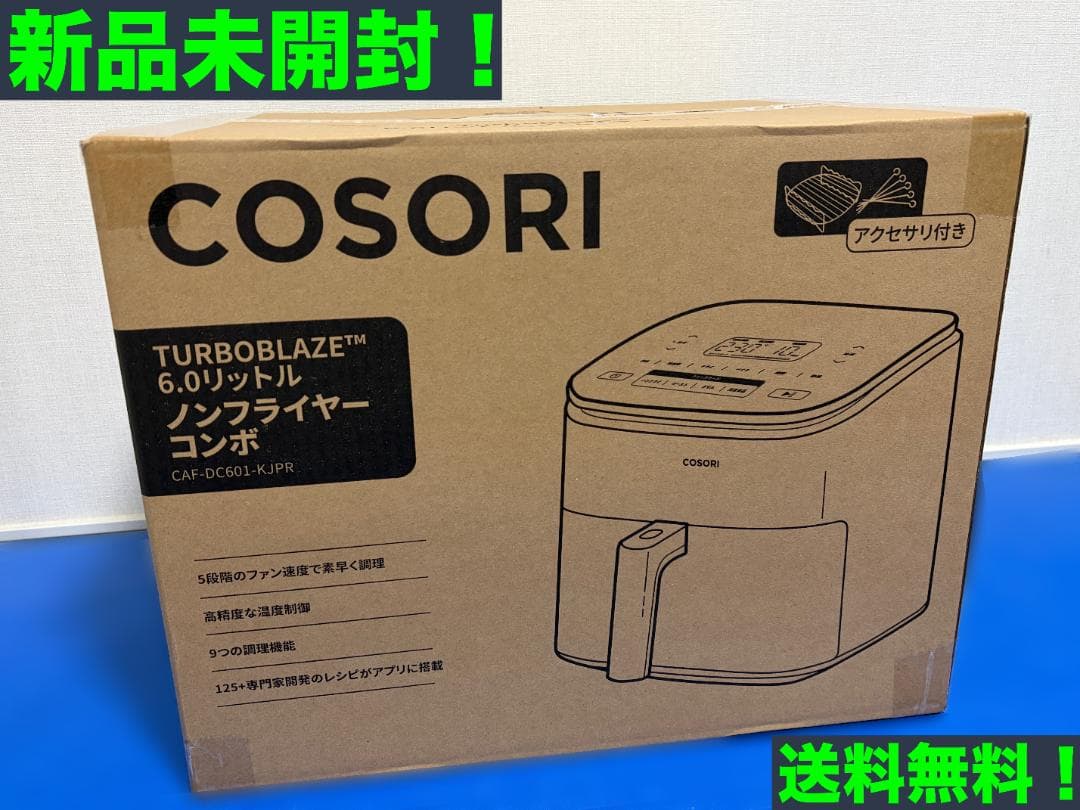 新品未開封！
COSORI
アクセサリ付き
TURBOBLAZE™
6.0リットル
ノンフライヤー
コンボ
CAF-DC601-KJPR
230 10
COSORI
5段階のファン速度で素早く調理
高精度な温度制御
9つの調理機能
125+専門家開発のレシピがアプリに搭載
送料無料！